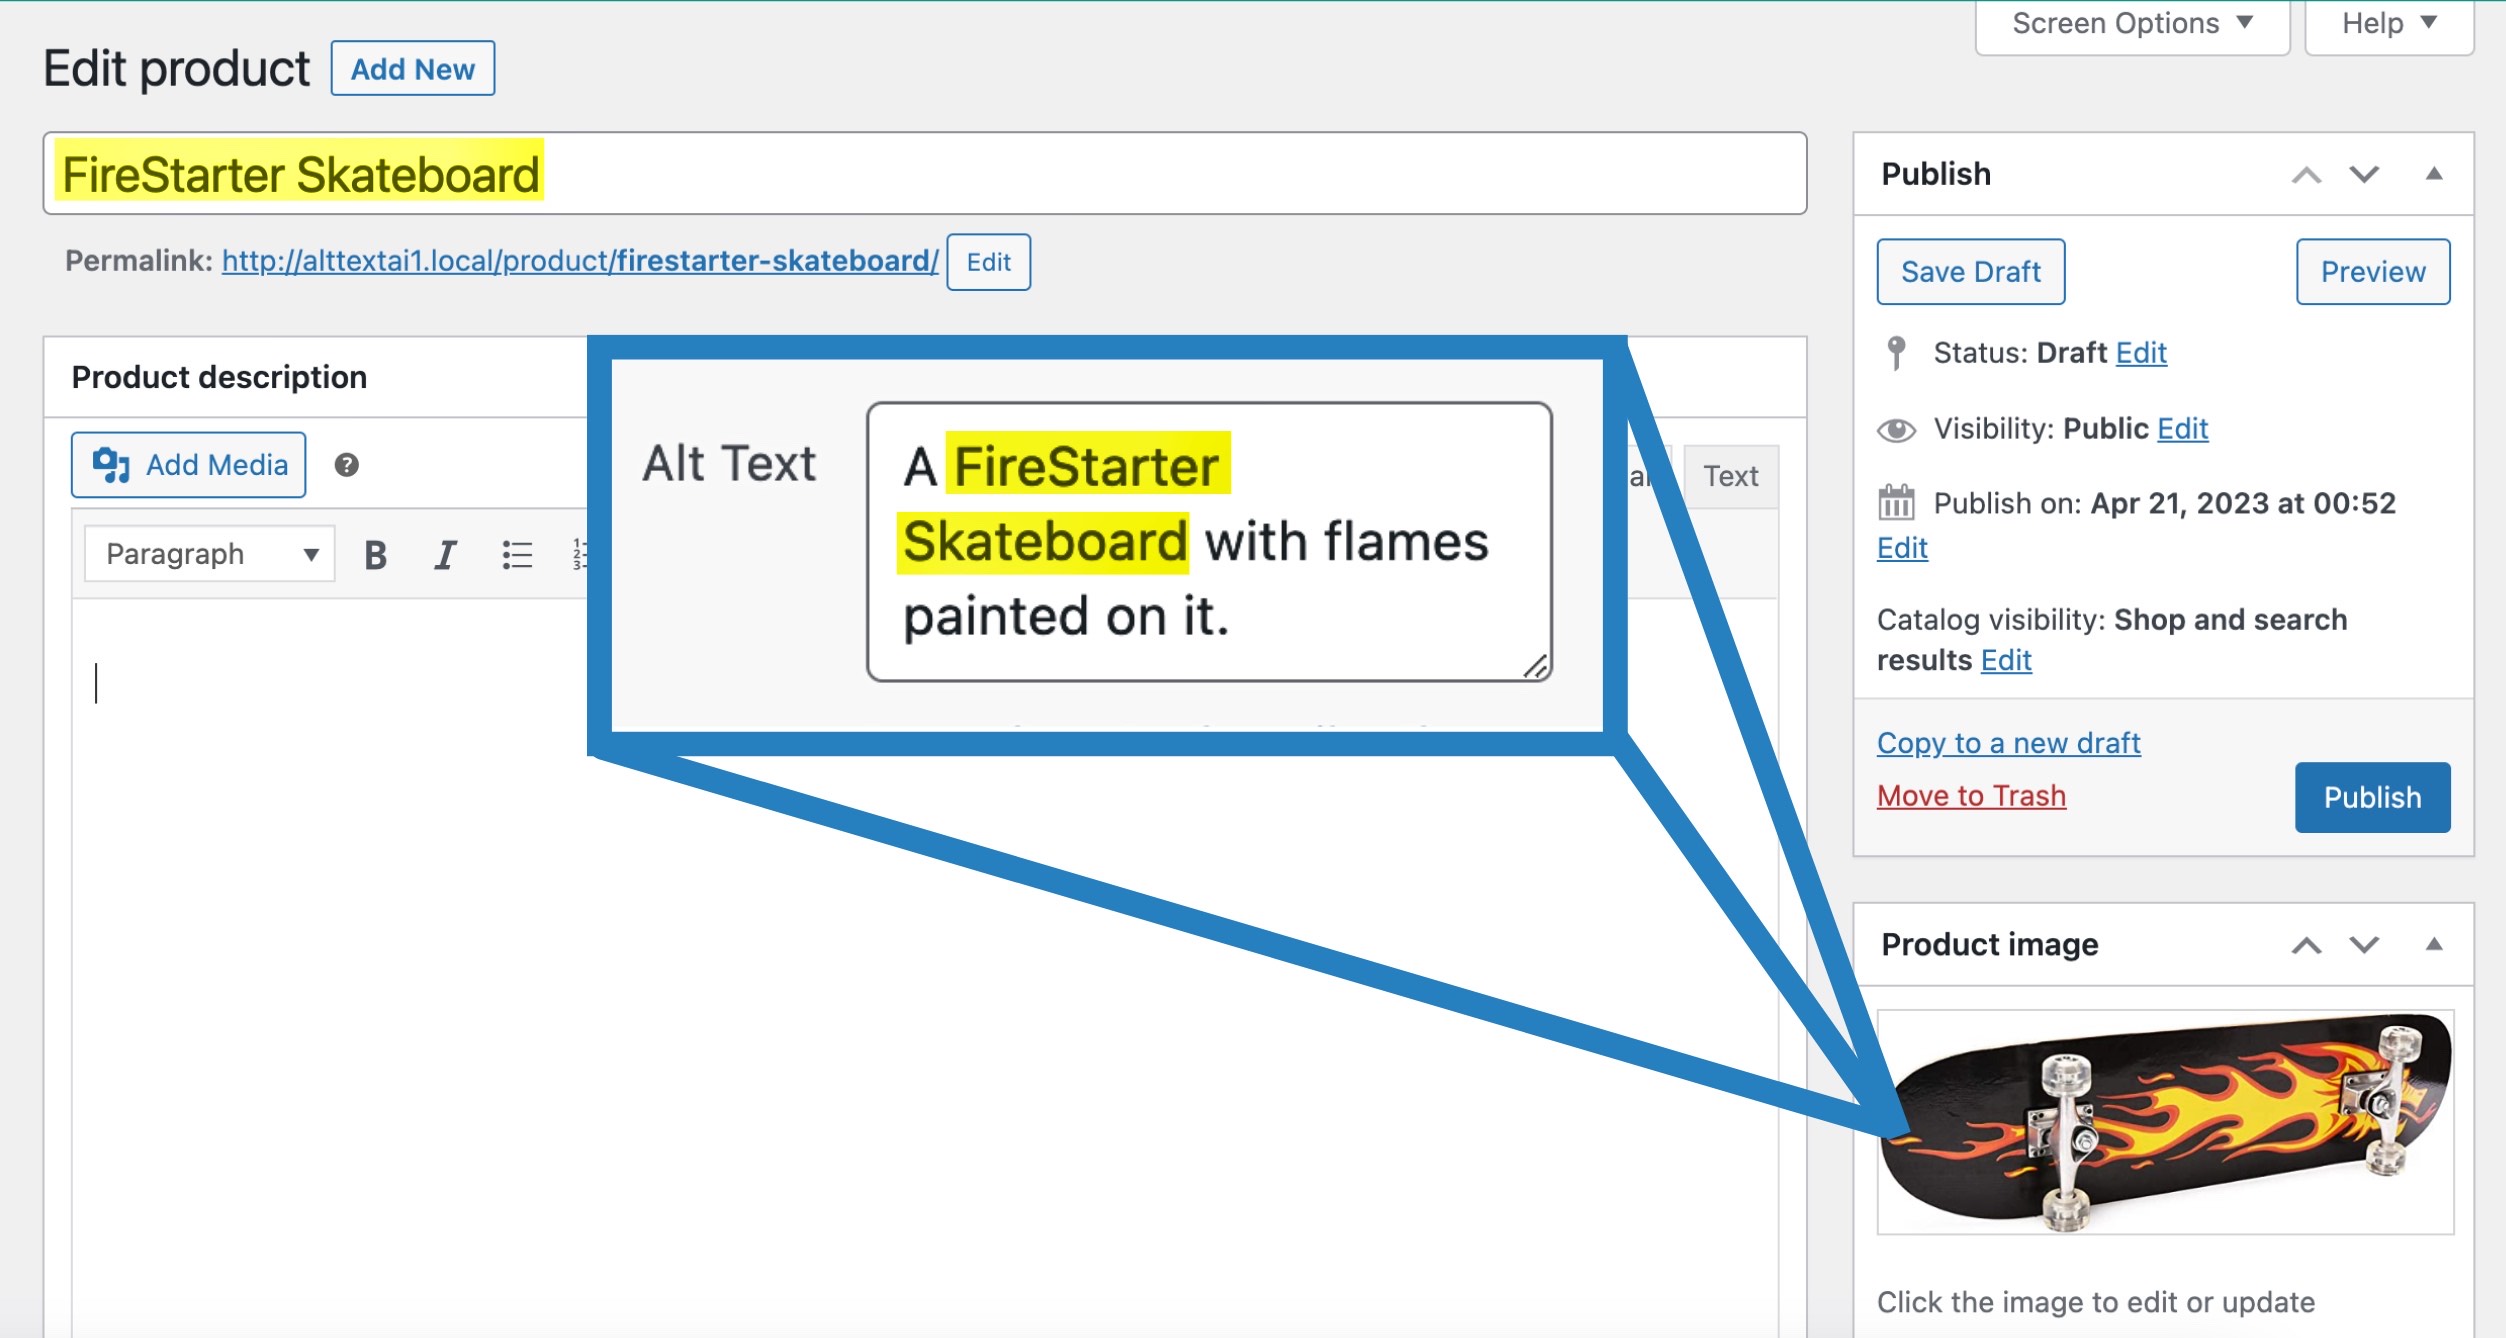 Screen Options
Help
Edit product
Add New
FireStarter Skateboard
Permalink: http://alttextai1.local/product/firestarter-skateboard/ Edit
Product description
Add Media
Text
Paragraph
B I
Alt Text
A FireStarter
Skateboard with flames
painted on it.
Publish
Save Draft
Preview
Status: Draft Edit
Visibility: Public Edit
Publish on: Apr 21, 2023 at 00:52
Edit
Catalog visibility: Shop and search
results Edit
Copy to a new draft
Move to Trash
Publish
Product image
Click the image to edit or update